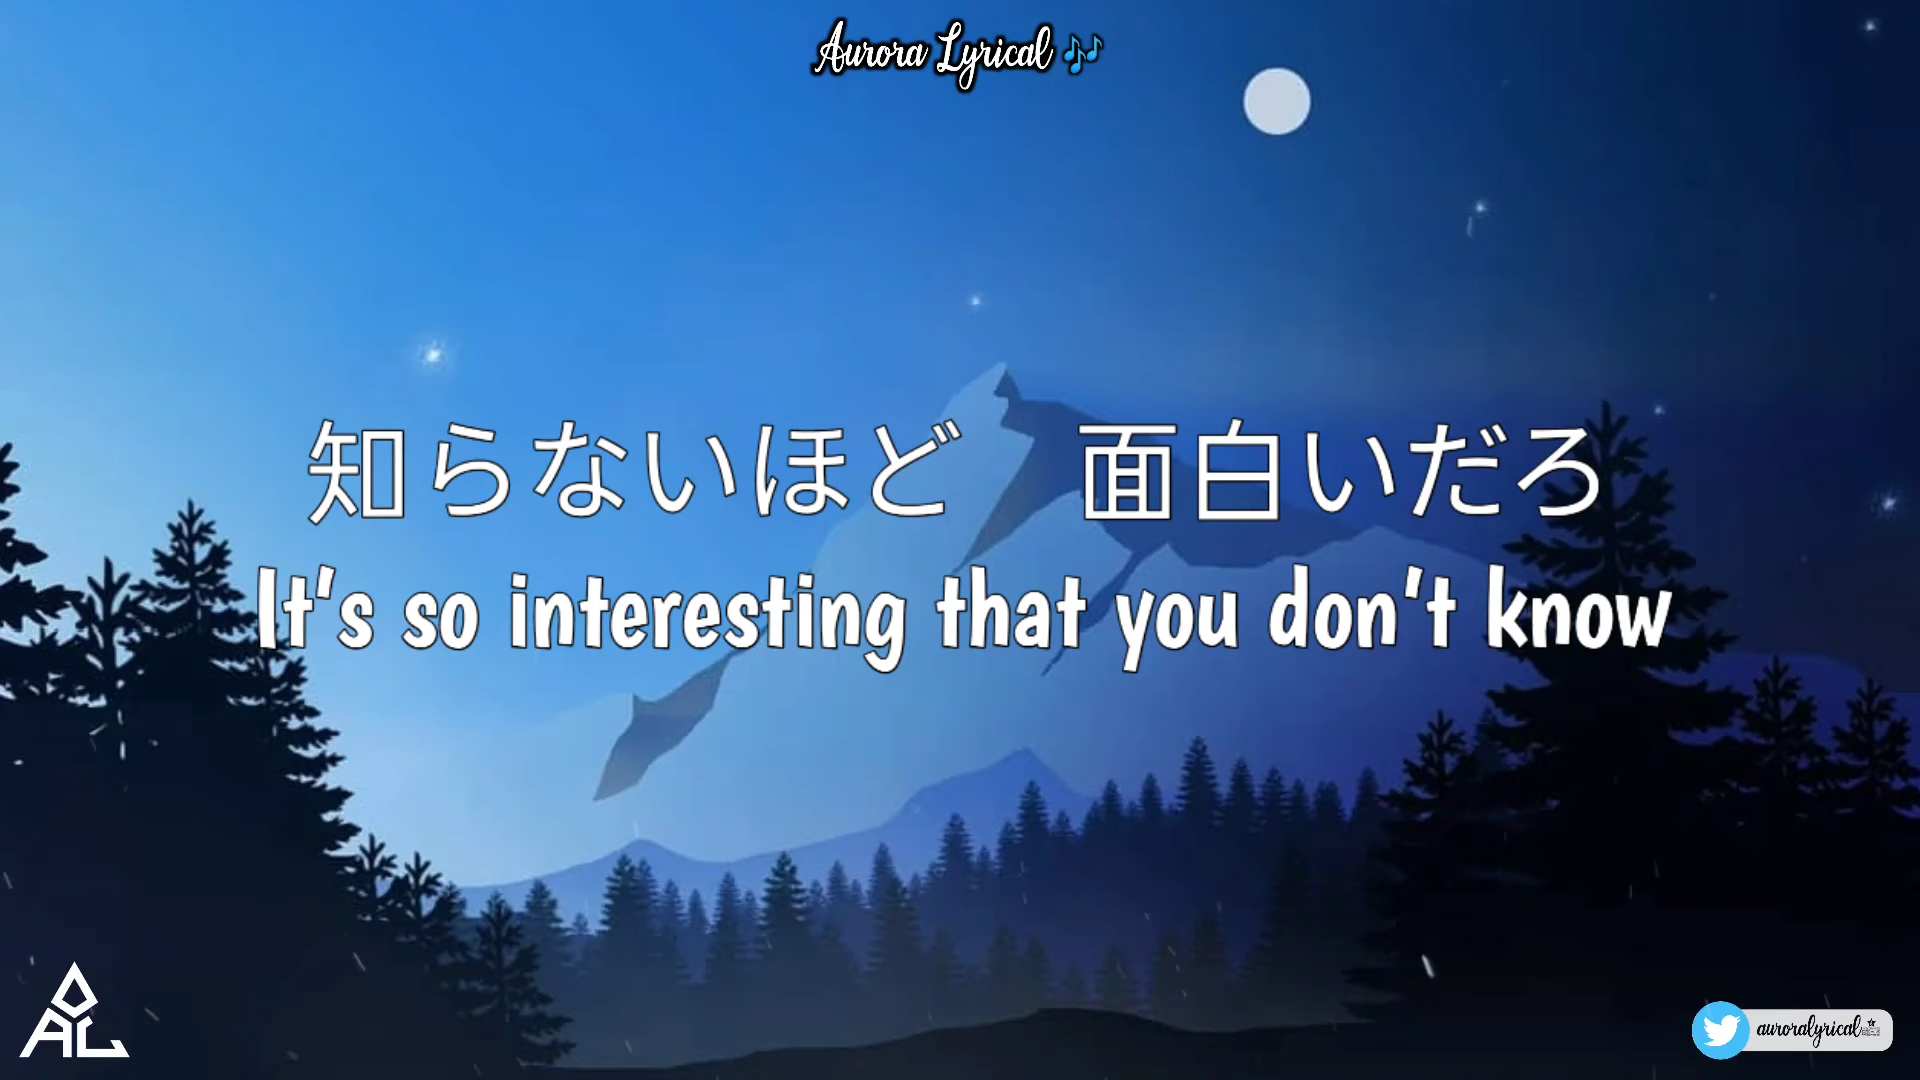 Aurora Lyrical
知らないほど　面白いだろ
It's so interesting that you don't know
AL
auroralyrical